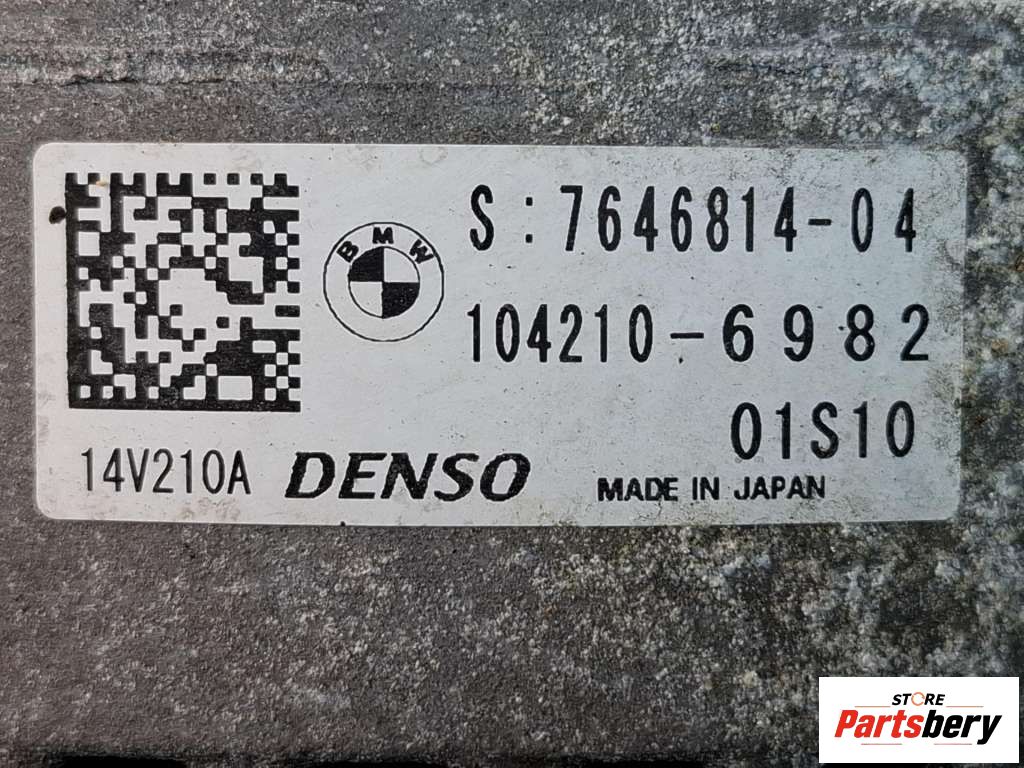 BMW
S:7646814-04
104210-6982
01S10
14V210A DENSO MADE IN JAPAN
STORE
Partsbery